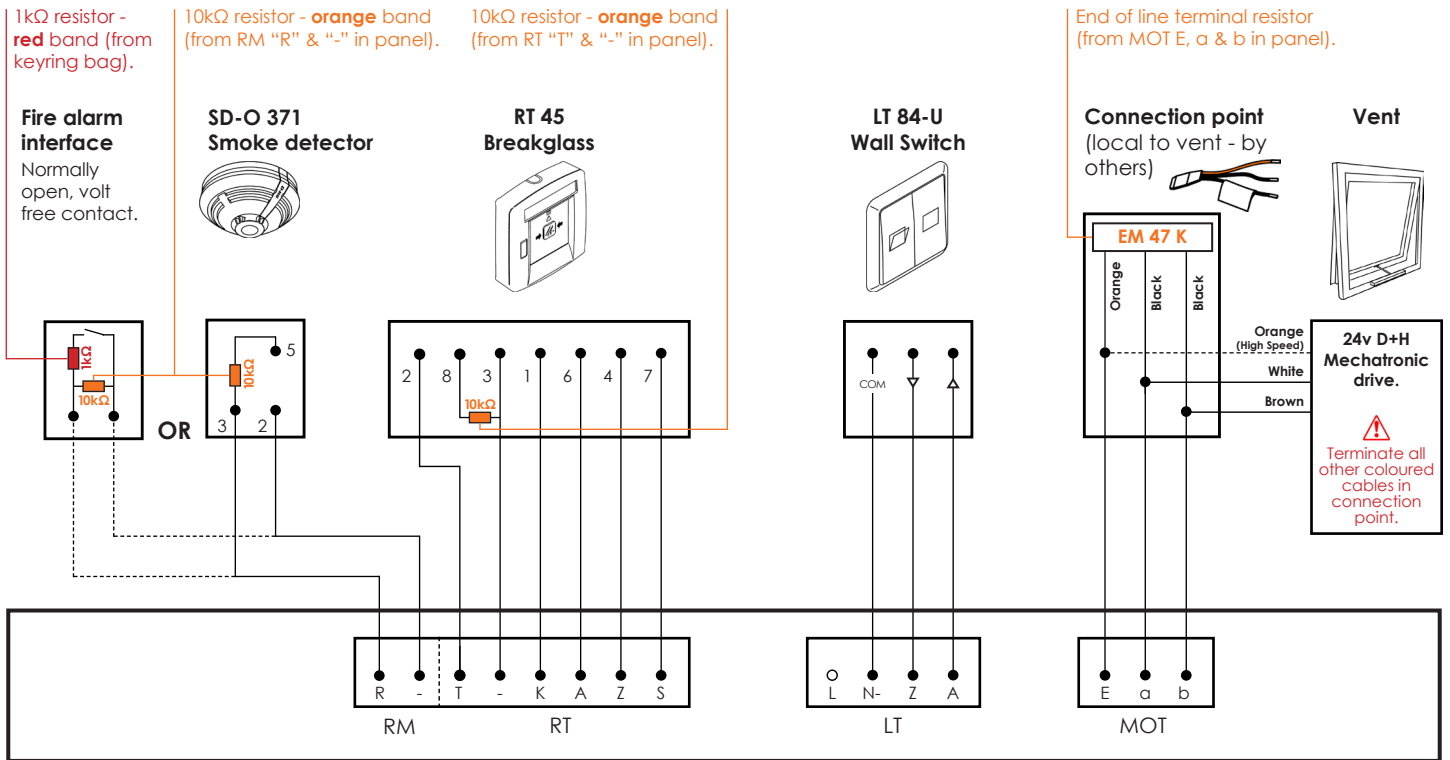 1kΩ resistor -
red band (from
keyring bag).
10kΩ resistor - orange band
(from RM “R” & “-” in panel).
10kΩ resistor - orange band
(from RT “T” & “-” in panel).
End of line terminal resistor
(from MOT E, a & b in panel).
Fire alarm
interface
Normally
open, volt
free contact.
SD-O 371
Smoke detector
RT 45
Breakglass
LT 84-U
Wall Switch
Connection point
(local to vent - by
others)
Vent
1kΩ
10kΩ
OR
10kΩ
5
3 2
2 8 3 1 6 4 7
10kΩ
COM
EM 47 K
Orange
Black
Black
Orange
(High Speed)
White
Brown
24v D+H
Mechatronic
drive.
Terminate all
other coloured
cables in
connection
point.
R - T - K A Z S
RM RT
L N- Z A
LT
E a b
MOT